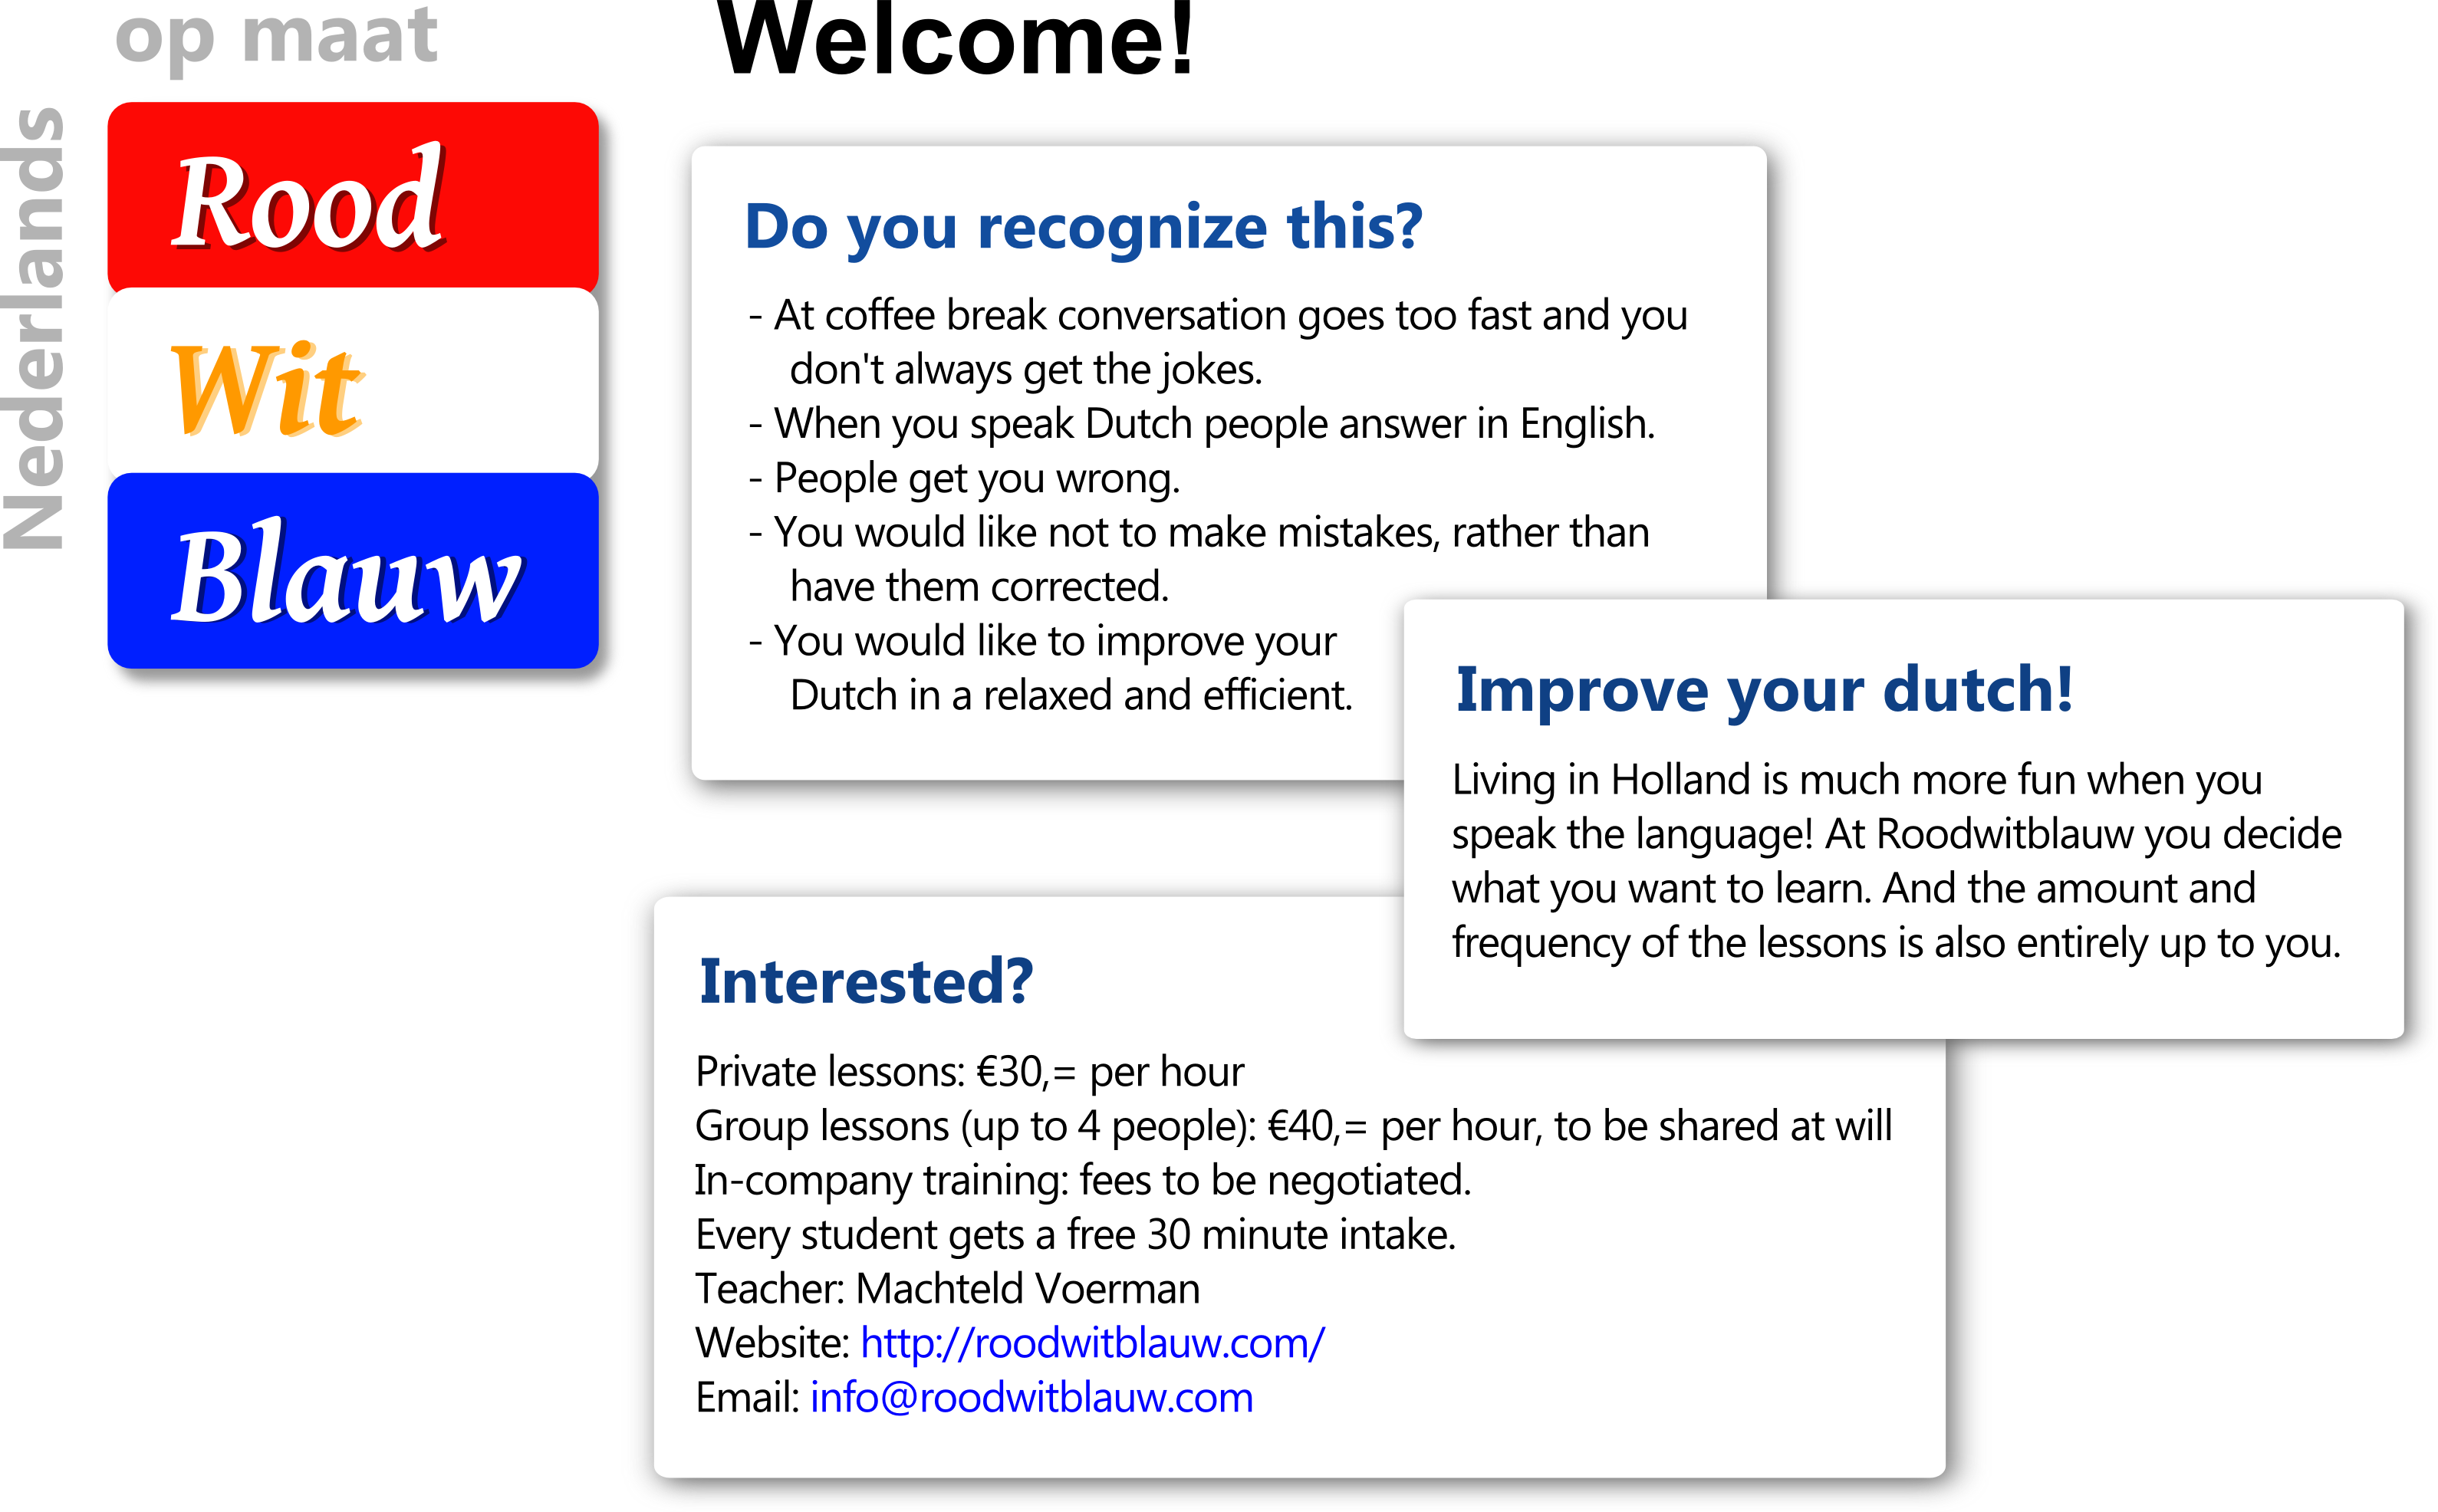 Nederlands
op maat
Rood
Wit
Blauw
Welcome!
Do you recognize this?
- At coffee break conversation goes too fast and you
don't always get the jokes.
- When you speak Dutch people answer in English.
- People get you wrong.
- You would like not to make mistakes, rather than
have them corrected.
- You would like to improve your
Dutch in a relaxed and efficient.
Improve your dutch!
Living in Holland is much more fun when you
speak the language! At Roodwitblauw you decide
what you want to learn. And the amount and
frequency of the lessons is also entirely up to you.
Interested?
Private lessons: €30,= per hour
Group lessons (up to 4 people): €40,= per hour, to be shared at will
In-company training: fees to be negotiated.
Every student gets a free 30 minute intake.
Teacher: Machteld Voerman
Website: http://roodwitblauw.com/
Email: info@roodwitblauw.com